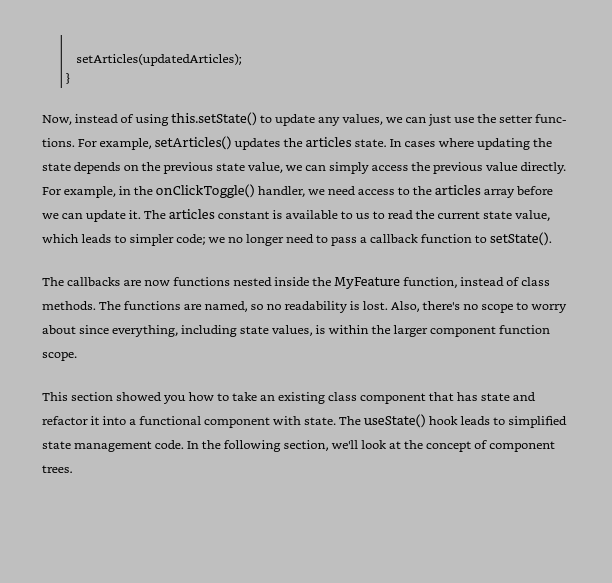 setArticles(updatedArticles);
}
Now, instead of using this.setState() to update any values, we can just use the setter func-
tions. For example, setArticles() updates the articles state. In cases where updating the
state depends on the previous state value, we can simply access the previous value directly.
For example, in the onClickToggle() handler, we need access to the articles array before
we can update it. The articles constant is available to us to read the current state value,
which leads to simpler code; we no longer need to pass a callback function to setState().
The callbacks are now functions nested inside the MyFeature function, instead of class
methods. The functions are named, so no readability is lost. Also, there's no scope to worry
about since everything, including state values, is within the larger component function
scope.
This section showed you how to take an existing class component that has state and
refactor it into a functional component with state. The useState() hook leads to simplified
state management code. In the following section, we'll look at the concept of component
trees.